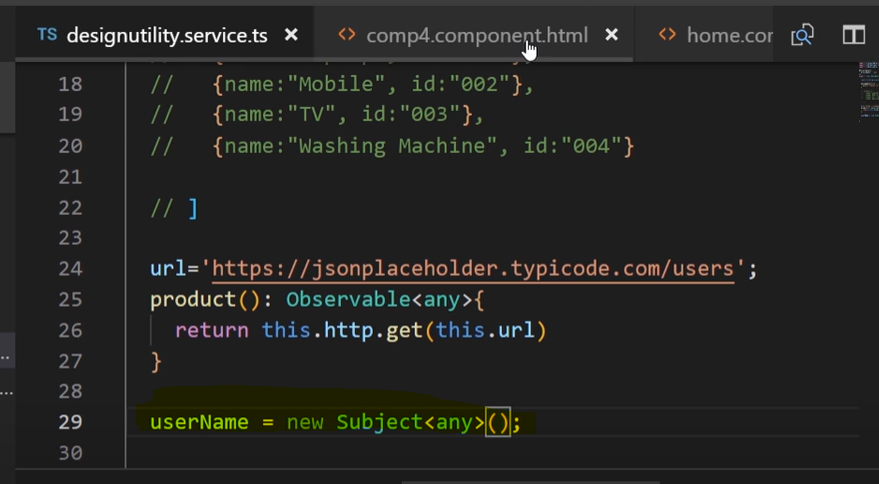 TS designutility.service.ts × <> comp4.component.html × <> home.cor
18 // {name:"Mobile", id:"002"},
19 // {name:"TV", id:"003"},
20 // {name:"Washing Machine", id:"004"}
21
22 // ]
23
24 url='https://jsonplaceholder.typicode.com/users';
25 product(): Observable<any>{
26 return this.http.get(this.url)
27 }
28
29 userName = new Subject<any>();
30